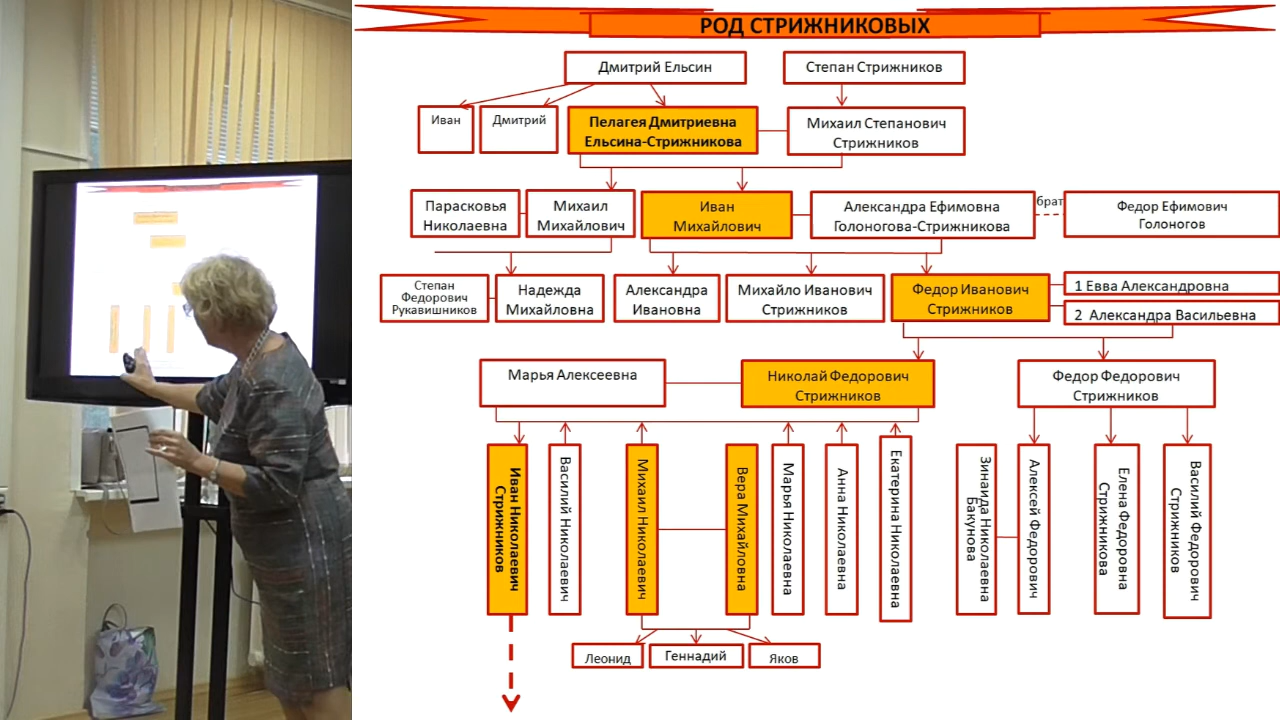 РОД СТРИЖНИКОВЫХ
Дмитрий Ельсин
Степан Стрижников
Иван
Дмитрий
Пелагея Дмитриевна
Ельсина-Стрижникова
Михаил Степанович
Стрижников
Парасковья
Николаевна
Михаил
Михайлович
Иван
Михайлович
Александра Ефимовна
Голоногова-Стрижникова
брат
Федор Ефимович
Голоногов
Степан
Федорович
Рукавишников
Надежда
Михайловна
Александра
Ивановна
Михайло Иванович
Стрижников
Федор Иванович
Стрижников
1 Евва Александровна
2 Александра Васильевна
Марья Алексеевна
Николай Федорович
Стрижников
Федор Федорович
Стрижников
Иван Николаевич
Стрижников
Василий Николаевич
Михаил Николаевич
Вера Михайловна
Марья Николаевна
Анна Николаевна
Екатерина Николаевна
Зинаида Николаевна
Бакунова
Алексей Федорович
Елена Федоровна
Стрижникова
Василий Федорович
Стрижников
Леонид
Геннадий
Яков